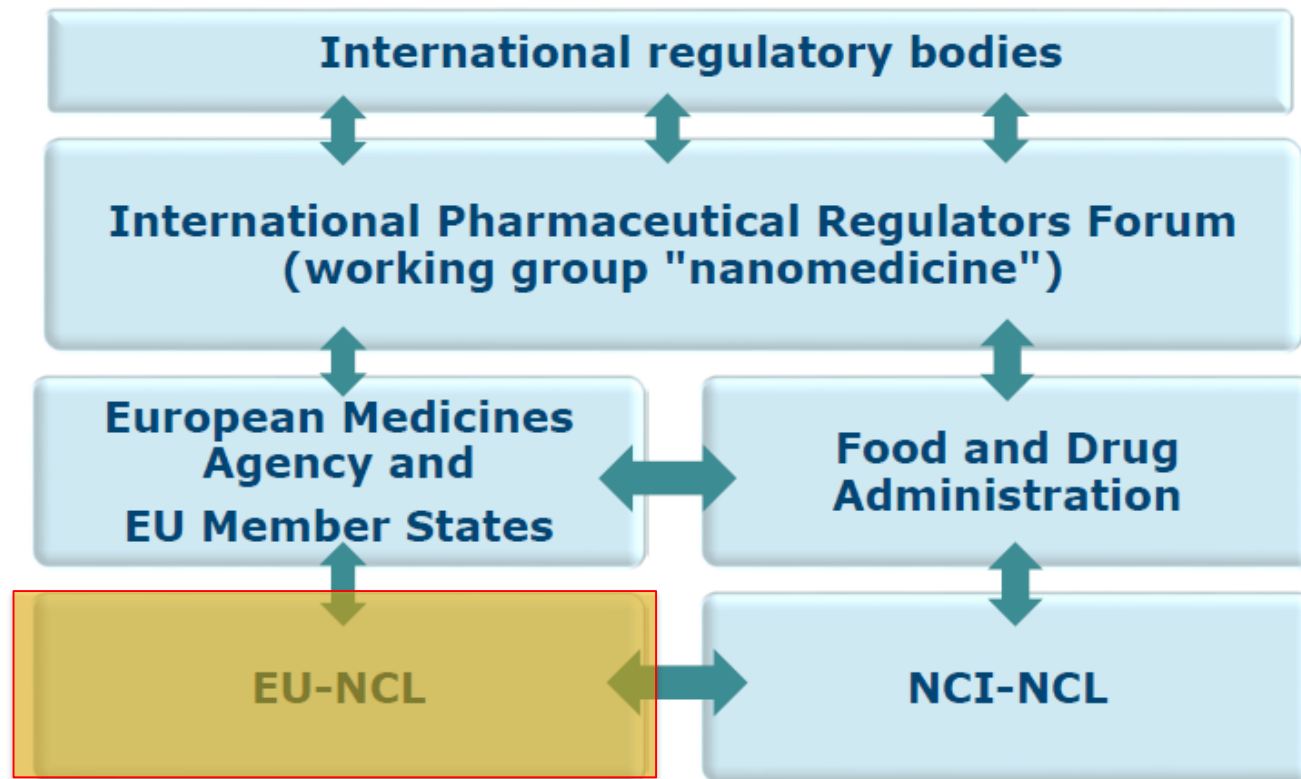 International regulatory bodies
International Pharmaceutical Regulators Forum
(working group "nanomedicine")
European Medicines
Agency and
EU Member States
Food and Drug
Administration
EU-NCL
NCI-NCL